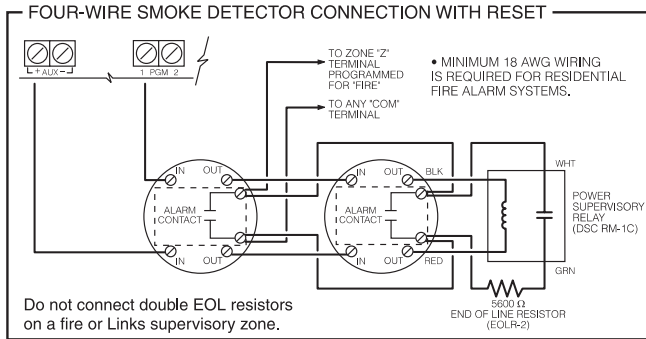 FOUR-WIRE SMOKE DETECTOR CONNECTION WITH RESET
+ AUX –
1 PGM 2
TO ZONE "Z"
TERMINAL
PROGRAMMED
FOR "FIRE"
TO ANY "COM"
TERMINAL
• MINIMUM 18 AWG WIRING
IS REQUIRED FOR RESIDENTIAL
FIRE ALARM SYSTEMS.
IN OUT
ALARM
CONTACT
IN OUT
IN OUT
ALARM
CONTACT
IN OUT
BLK
RED
WHT
POWER
SUPERVISORY
RELAY
(DSC RM-1C)
GRN
5600 Ω
END OF LINE RESISTOR
(EOLR-2)
Do not connect double EOL resistors
on a fire or Links supervisory zone.